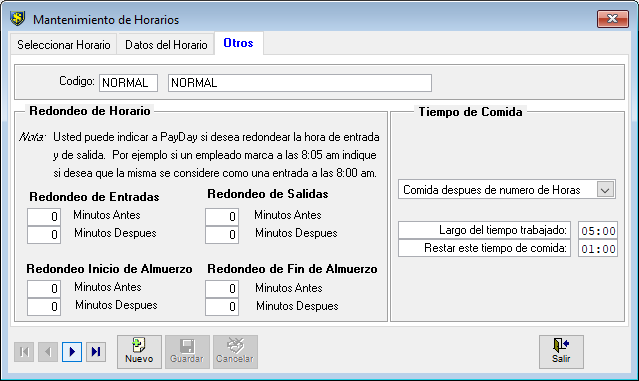 Mantenimiento de Horarios
Seleccionar Horario Datos del Horario Otros
Codigo: NORMAL NORMAL
Redondeo de Horario
Nota: Usted puede indicar a PayDay si desea redondear la hora de entrada
y de salida. Por ejemplo si un empleado marca a las 8:05 am indique
si desea que la misma se considere como una entrada a las 8:00 am.
Redondeo de Entradas
0 Minutos Antes
0 Minutos Despues
Redondeo de Salidas
0 Minutos Antes
0 Minutos Despues
Redondeo Inicio de Almuerzo
0 Minutos Antes
0 Minutos Despues
Redondeo de Fin de Almuerzo
0 Minutos Antes
0 Minutos Despues
Tiempo de Comida
Comida despues de numero de Horas
Largo del tiempo trabajado: 05:00
Restar este tiempo de comida: 01:00
Nuevo Guardar Cancelar Salir